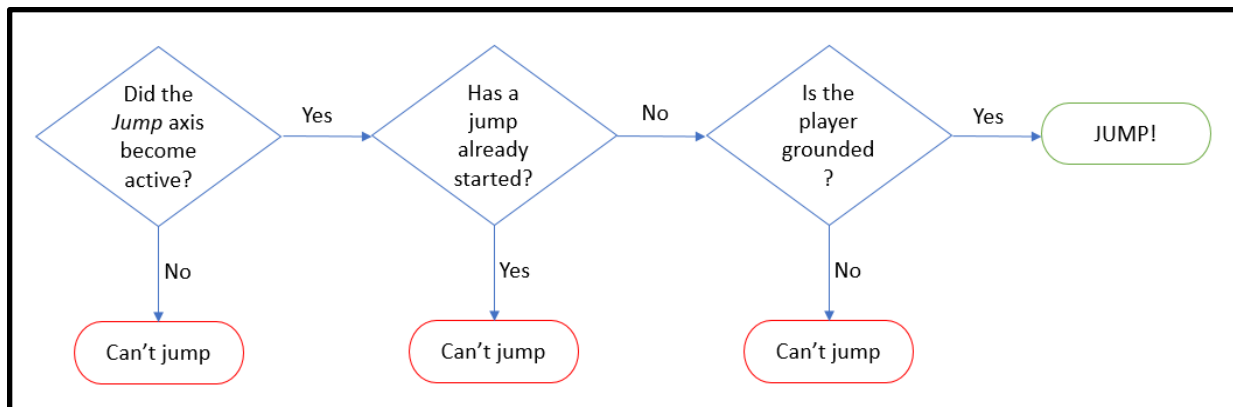 Did the
Jump axis
become
active?
Yes
Has a
jump
already
started?
No
Is the
player
grounded
?
Yes
JUMP!
No
Yes
No
Can't jump
Can't jump
Can't jump